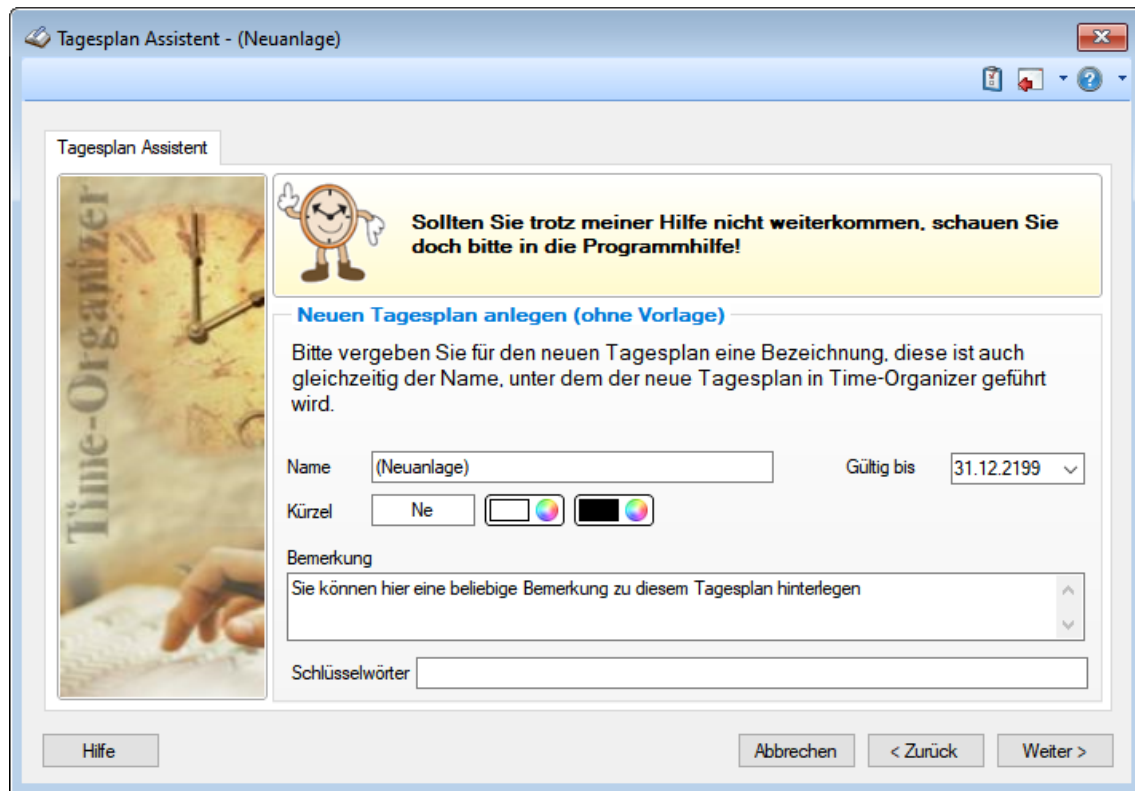 Tagesplan Assistent - (Neuanlage)
Tagesplan Assistent
Time-Organizer
Sollten Sie trotz meiner Hilfe nicht weiterkommen, schauen Sie
doch bitte in die Programmhilfe!
Neuen Tagesplan anlegen (ohne Vorlage)
Bitte vergeben Sie für den neuen Tagesplan eine Bezeichnung, diese ist auch
gleichzeitig der Name, unter dem der neue Tagesplan in Time-Organizer geführt
wird.
Name (Neuanlage) Gültig bis 31.12.2199
Kürzel Ne
Bemerkung
Sie können hier eine beliebige Bemerkung zu diesem Tagesplan hinterlegen
Schlüsselwörter
Hilfe Abbrechen < Zurück Weiter >